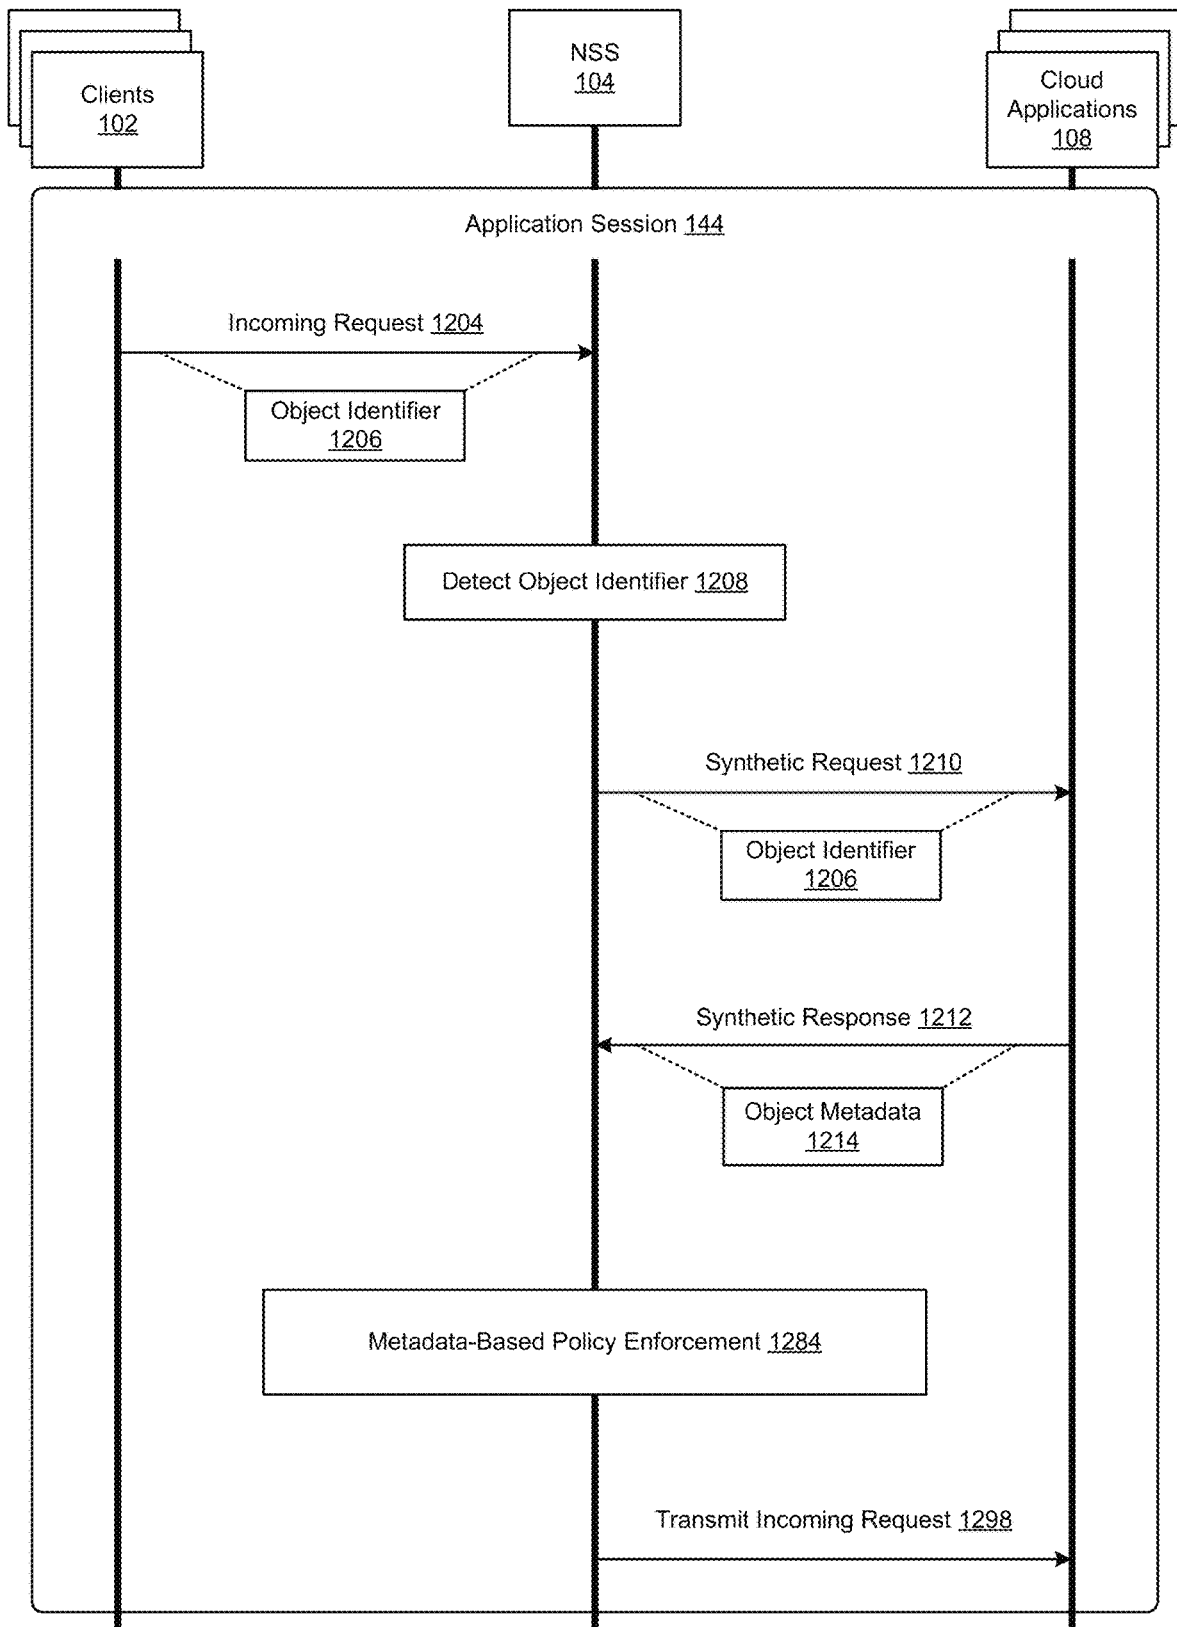 Clients
102
NSS
104
Cloud
Applications
108
Application Session 144
Incoming Request 1204
Object Identifier
1206
Detect Object Identifier 1208
Synthetic Request 1210
Object Identifier
1206
Synthetic Response 1212
Object Metadata
1214
Metadata-Based Policy Enforcement 1284
Transmit Incoming Request 1298